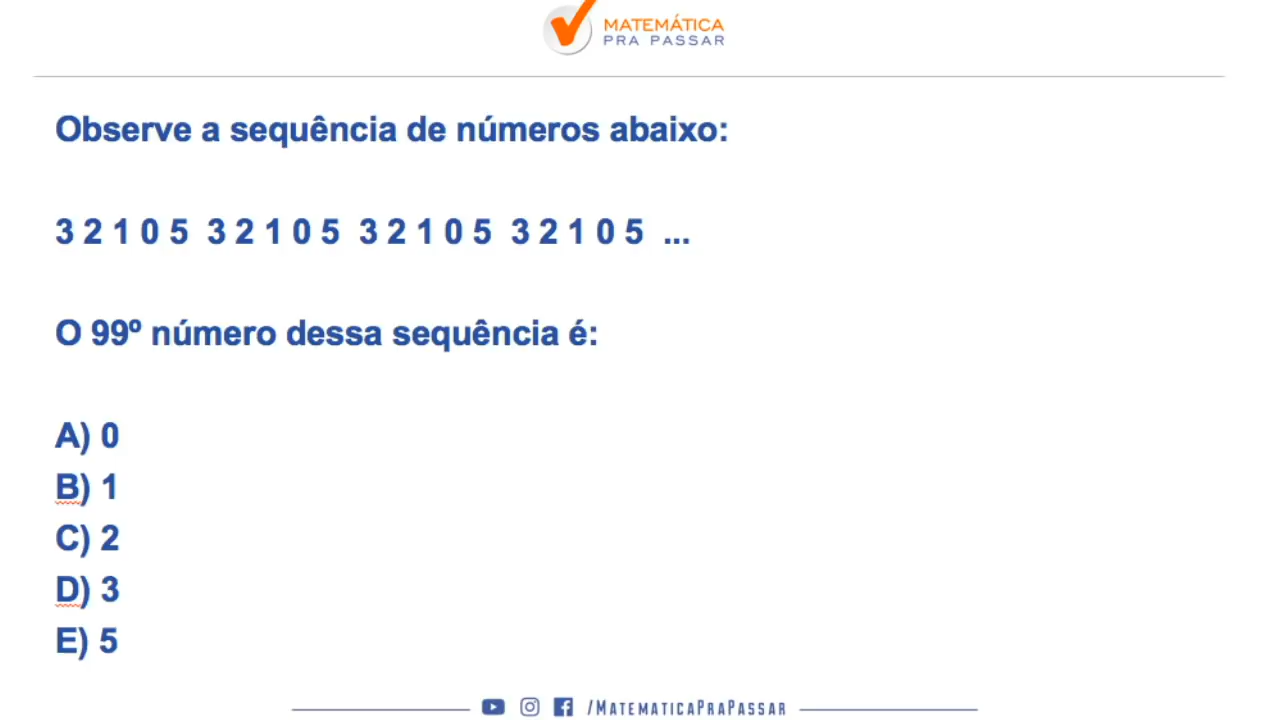 MATEMÁTICA
PRA PASSAR
Observe a sequência de números abaixo:
3 2 1 0 5 3 2 1 0 5 3 2 1 0 5 3 2 1 0 5 ...
O 99º número dessa sequência é:
A) 0
B) 1
C) 2
D) 3
E) 5
/MATEMATICAPRAPASSAR